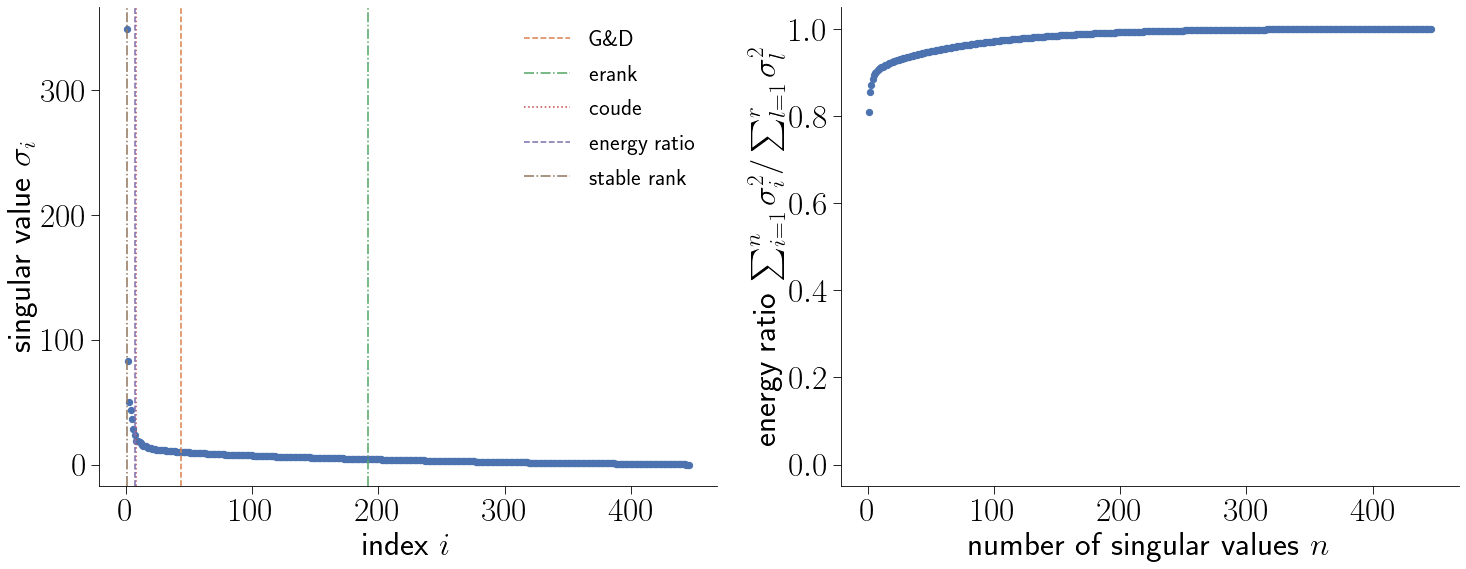 singular value σ_i
300
200
100
0
0 100 200 300 400
index i
G&D
erank
coude
energy ratio
stable rank
energy ratio ∑_{i=1}^{n} σ_i^2 / ∑_{l=1}^{r} σ_l^2
1.0
0.8
0.6
0.4
0.2
0.0
0 100 200 300 400
number of singular values n